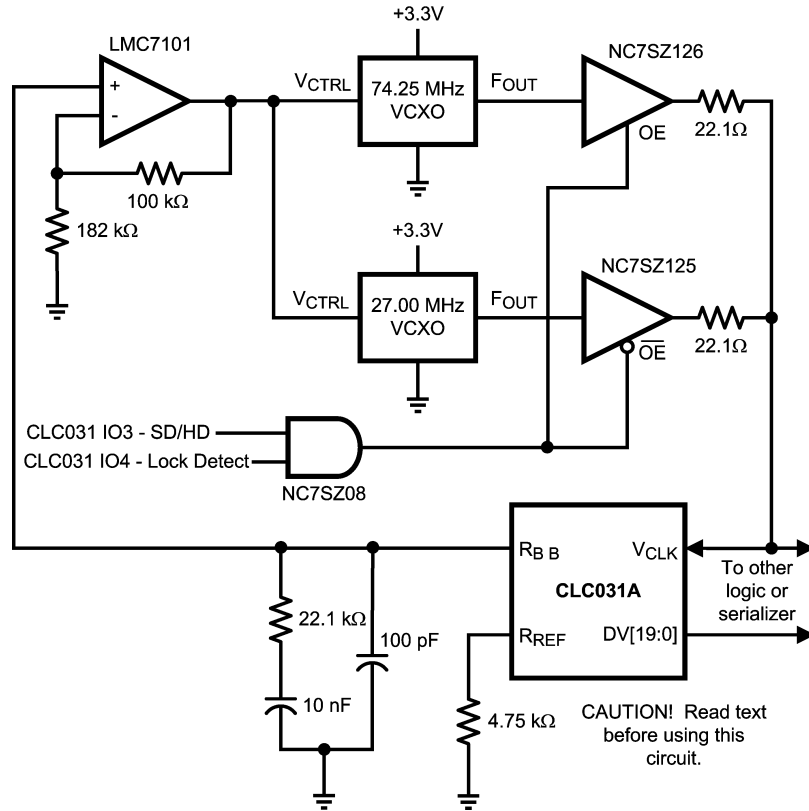 +3.3V
LMC7101
NC7SZ126
+
-
VCTRL
74.25 MHz
VCXO
FOUT
OE
22.1Ω
100 kΩ
182 kΩ
+3.3V
NC7SZ125
VCTRL
27.00 MHz
VCXO
FOUT
OE
22.1Ω
CLC031 IO3 - SD/HD
CLC031 IO4 - Lock Detect
NC7SZ08
RB B
VCLK
To other
logic or
serializer
CLC031A
22.1 kΩ
100 pF
RREF
DV[19:0]
10 nF
4.75 kΩ
CAUTION! Read text
before using this
circuit.